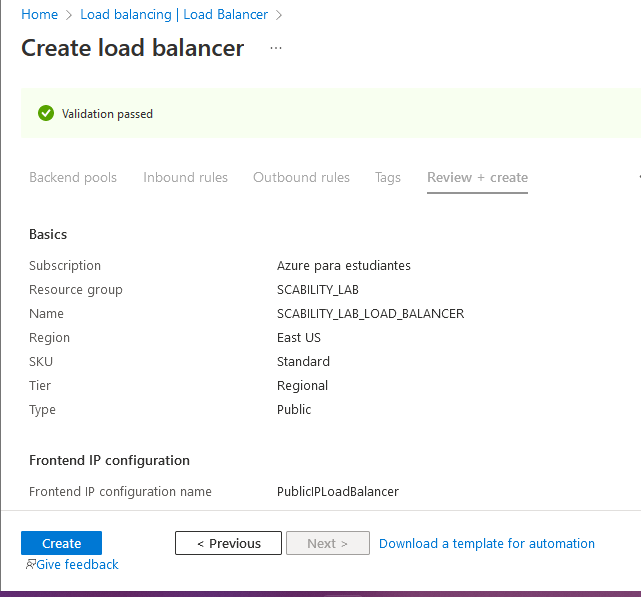 Home > Load balancing | Load Balancer >
Create load balancer ...
Validation passed
Backend pools Inbound rules Outbound rules Tags Review + create
Basics
Subscription Azure para estudiantes
Resource group SCABILITY_LAB
Name SCABILITY_LAB_LOAD_BALANCER
Region East US
SKU Standard
Tier Regional
Type Public
Frontend IP configuration
Frontend IP configuration name PublicIPLoadBalancer
Create < Previous Next > Download a template for automation
Give feedback